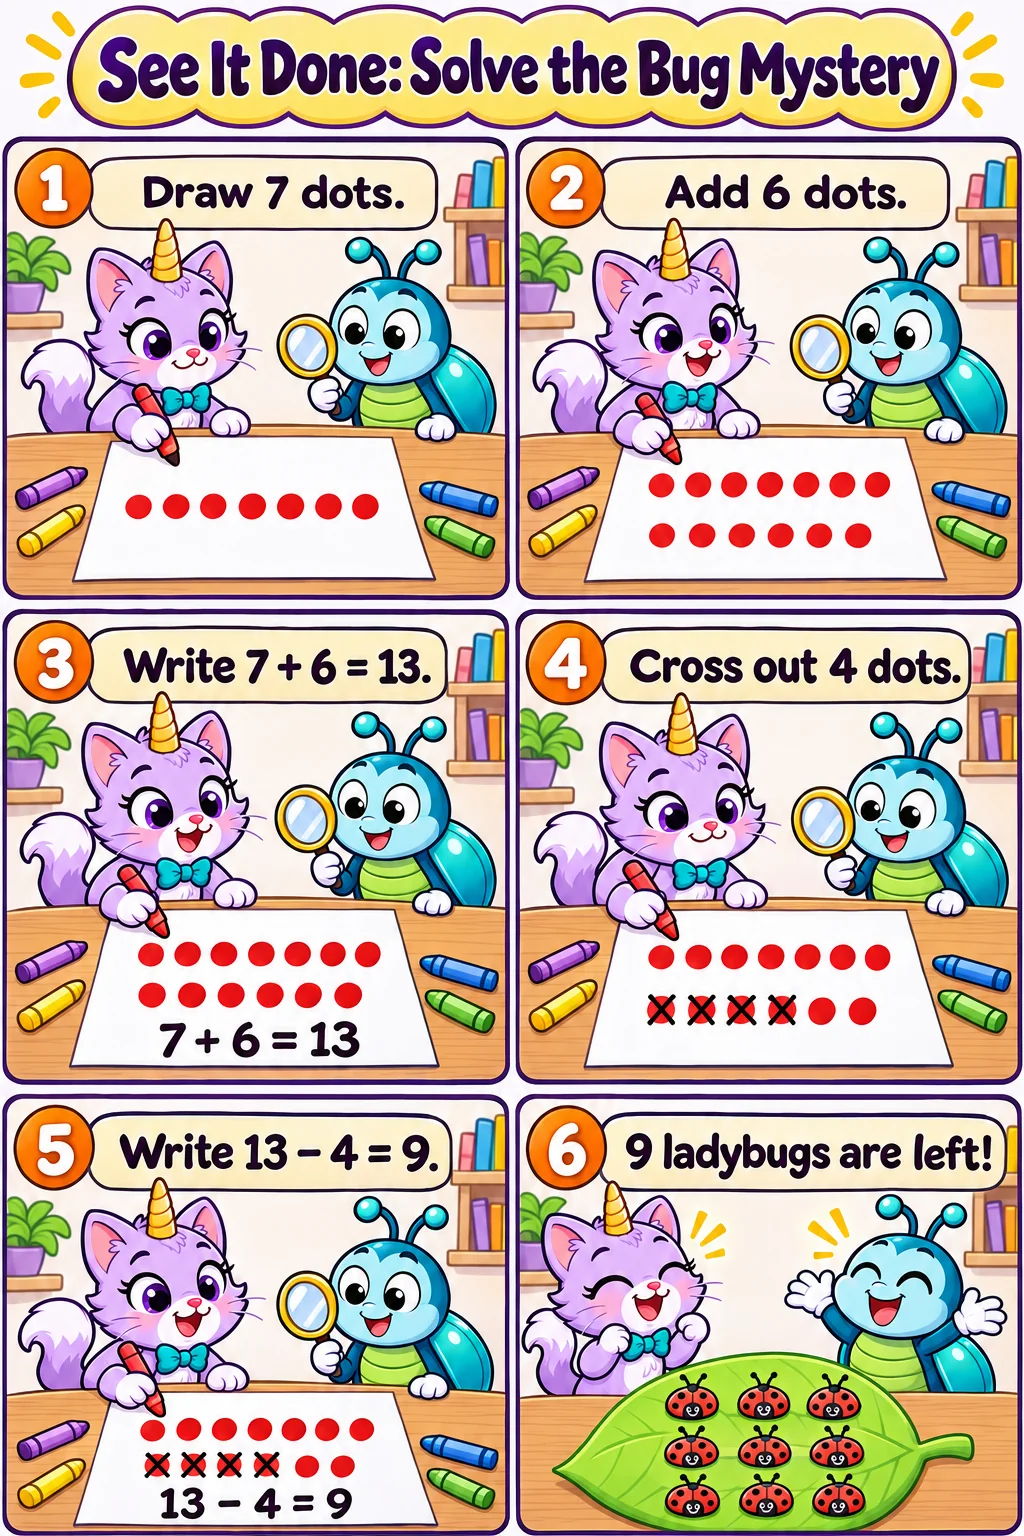 See It Done: Solve the Bug Mystery
1
Draw 7 dots.
2
Add 6 dots.
3
Write 7 + 6 = 13.
7 + 6 = 13
4
Cross out 4 dots.
5
Write 13 – 4 = 9.
13 – 4 = 9
6
9 ladybugs are left!